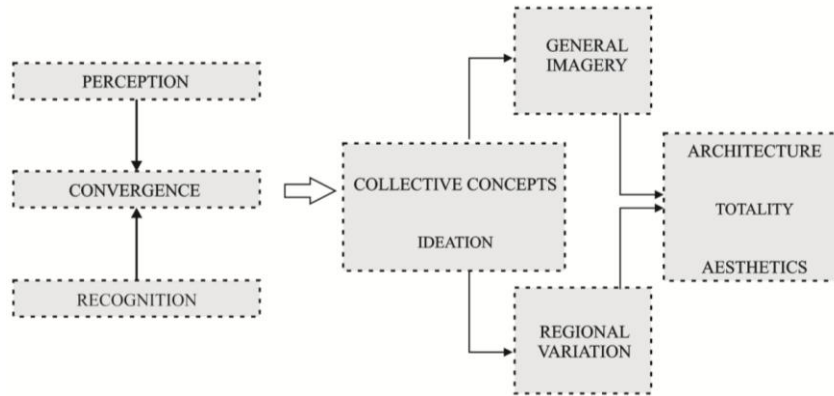 PERCEPTION
CONVERGENCE
RECOGNITION
COLLECTIVE CONCEPTS
IDEATION
GENERAL
IMAGERY
REGIONAL
VARIATION
ARCHITECTURE
TOTALITY
AESTHETICS